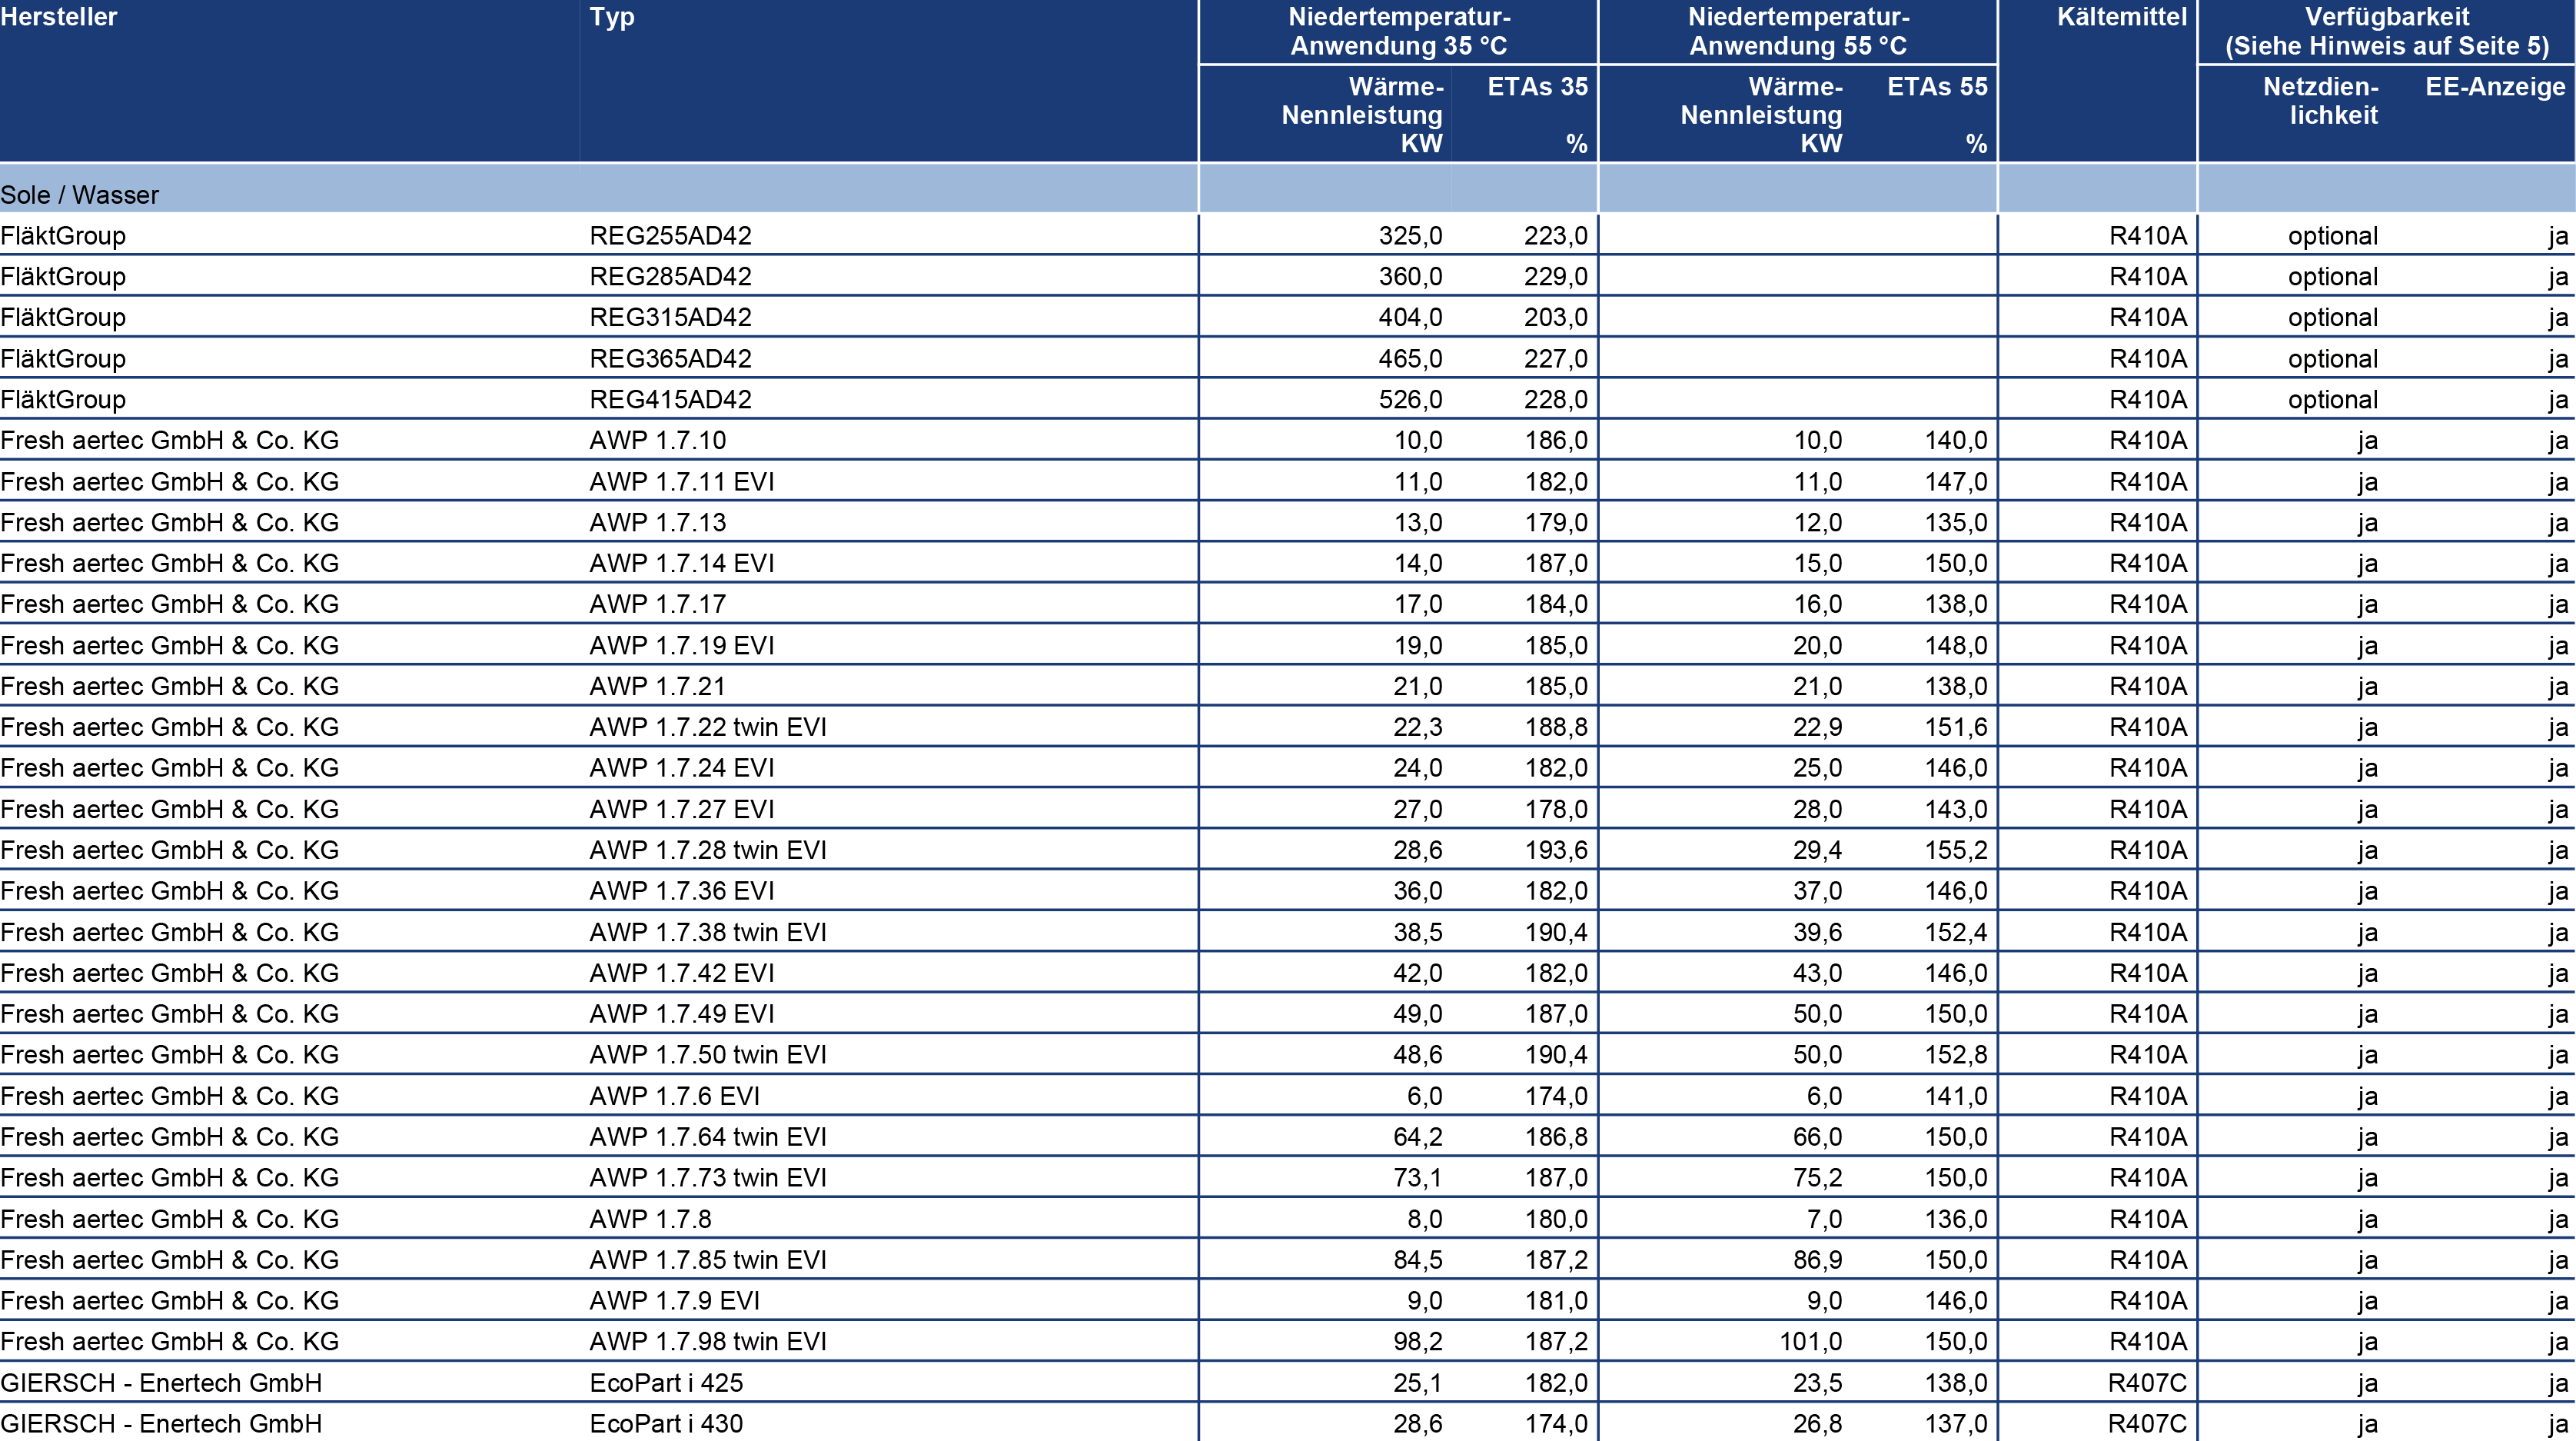 Hersteller Typ Niedertemperatur- Niedertemperatur- Kältemittel Verfügbarkeit
Anwendung 35 °C Anwendung 55 °C (Siehe Hinweis auf Seite 5)
Wärme- ETAs 35 Wärme- ETAs 55 Netzdien- EE-Anzeige
Nennleistung Nennleistung lichkeit
KW % KW %
Sole / Wasser
FläktGroup REG255AD42 325,0 223,0 R410A optional ja
FläktGroup REG285AD42 360,0 229,0 R410A optional ja
FläktGroup REG315AD42 404,0 203,0 R410A optional ja
FläktGroup REG365AD42 465,0 227,0 R410A optional ja
FläktGroup REG415AD42 526,0 228,0 R410A optional ja
Fresh aertec GmbH & Co. KG AWP 1.7.10 10,0 186,0 10,0 140,0 R410A ja ja
Fresh aertec GmbH & Co. KG AWP 1.7.11 EVI 11,0 182,0 11,0 147,0 R410A ja ja
Fresh aertec GmbH & Co. KG AWP 1.7.13 13,0 179,0 12,0 135,0 R410A ja ja
Fresh aertec GmbH & Co. KG AWP 1.7.14 EVI 14,0 187,0 15,0 150,0 R410A ja ja
Fresh aertec GmbH & Co. KG AWP 1.7.17 17,0 184,0 16,0 138,0 R410A ja ja
Fresh aertec GmbH & Co. KG AWP 1.7.19 EVI 19,0 185,0 20,0 148,0 R410A ja ja
Fresh aertec GmbH & Co. KG AWP 1.7.21 21,0 185,0 21,0 138,0 R410A ja ja
Fresh aertec GmbH & Co. KG AWP 1.7.22 twin EVI 22,3 188,8 22,9 151,6 R410A ja ja
Fresh aertec GmbH & Co. KG AWP 1.7.24 EVI 24,0 182,0 25,0 146,0 R410A ja ja
Fresh aertec GmbH & Co. KG AWP 1.7.27 EVI 27,0 178,0 28,0 143,0 R410A ja ja
Fresh aertec GmbH & Co. KG AWP 1.7.28 twin EVI 28,6 193,6 29,4 155,2 R410A ja ja
Fresh aertec GmbH & Co. KG AWP 1.7.36 EVI 36,0 182,0 37,0 146,0 R410A ja ja
Fresh aertec GmbH & Co. KG AWP 1.7.38 twin EVI 38,5 190,4 39,6 152,4 R410A ja ja
Fresh aertec GmbH & Co. KG AWP 1.7.42 EVI 42,0 182,0 43,0 146,0 R410A ja ja
Fresh aertec GmbH & Co. KG AWP 1.7.49 EVI 49,0 187,0 50,0 150,0 R410A ja ja
Fresh aertec GmbH & Co. KG AWP 1.7.50 twin EVI 48,6 190,4 50,0 152,8 R410A ja ja
Fresh aertec GmbH & Co. KG AWP 1.7.6 EVI 6,0 174,0 6,0 141,0 R410A ja ja
Fresh aertec GmbH & Co. KG AWP 1.7.64 twin EVI 64,2 186,8 66,0 150,0 R410A ja ja
Fresh aertec GmbH & Co. KG AWP 1.7.73 twin EVI 73,1 187,0 75,2 150,0 R410A ja ja
Fresh aertec GmbH & Co. KG AWP 1.7.8 8,0 180,0 7,0 136,0 R410A ja ja
Fresh aertec GmbH & Co. KG AWP 1.7.85 twin EVI 84,5 187,2 86,9 150,0 R410A ja ja
Fresh aertec GmbH & Co. KG AWP 1.7.9 EVI 9,0 181,0 9,0 146,0 R410A ja ja
Fresh aertec GmbH & Co. KG AWP 1.7.98 twin EVI 98,2 187,2 101,0 150,0 R410A ja ja
GIERSCH - Enertech GmbH EcoPart i 425 25,1 182,0 23,5 138,0 R407C ja ja
GIERSCH - Enertech GmbH EcoPart i 430 28,6 174,0 26,8 137,0 R407C ja ja